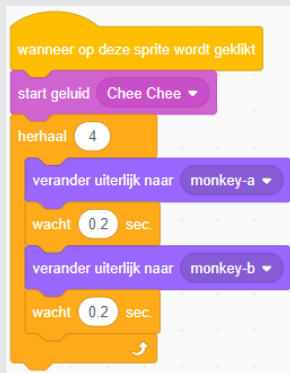 wanneer op deze sprite wordt geklikt
start geluid Chee Chee
herhaal 4
verander uiterlijk naar monkey-a
wacht 0.2 sec.
verander uiterlijk naar monkey-b
wacht 0.2 sec.